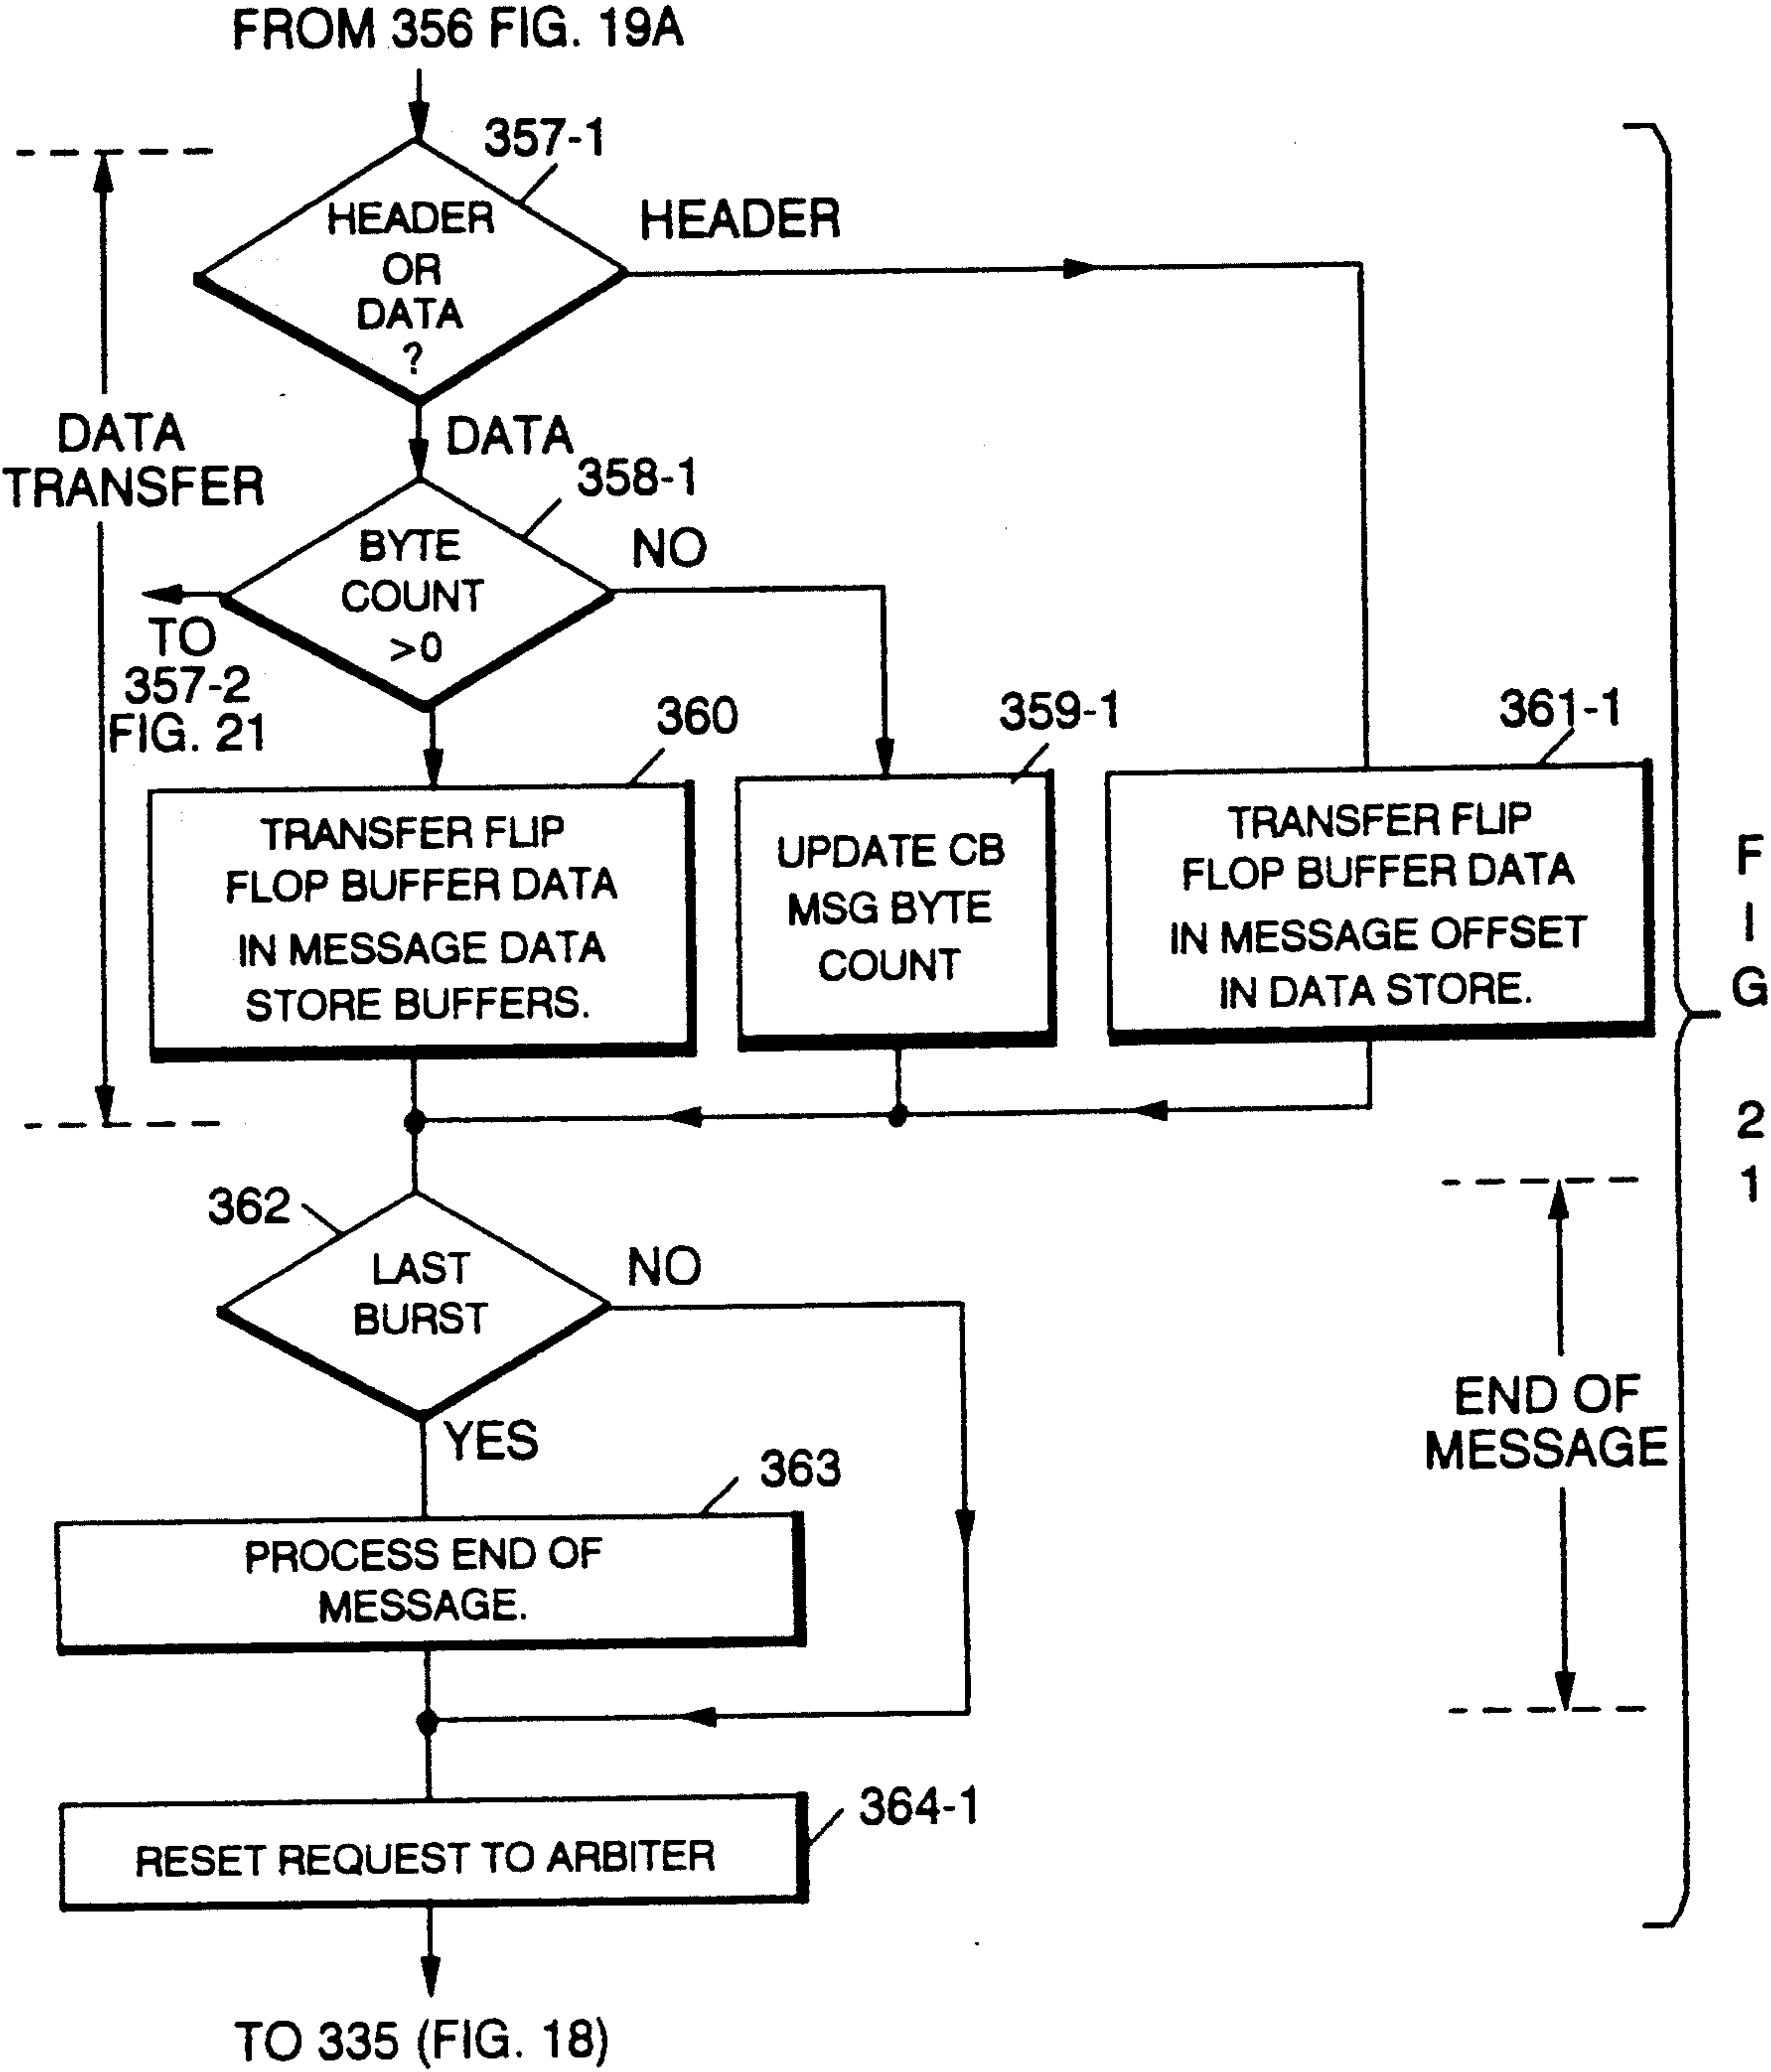 FROM 356 FIG. 19A
357-1
HEADER
OR
DATA
?
HEADER
DATA
TRANSFER
DATA
358-1
BYTE
COUNT
>0
NO
TO
357-2
FIG. 21
360
359-1
361-1
TRANSFER FLIP
FLOP BUFFER DATA
IN MESSAGE DATA
STORE BUFFERS.
UPDATE CB
MSG BYTE
COUNT
TRANSFER FLIP
FLOP BUFFER DATA
IN MESSAGE OFFSET
IN DATA STORE.
362
LAST
BURST
NO
YES
END OF
MESSAGE
363
PROCESS END OF
MESSAGE.
364-1
RESET REQUEST TO ARBITER
TO 335 (FIG. 18)
F
I
G
2
1